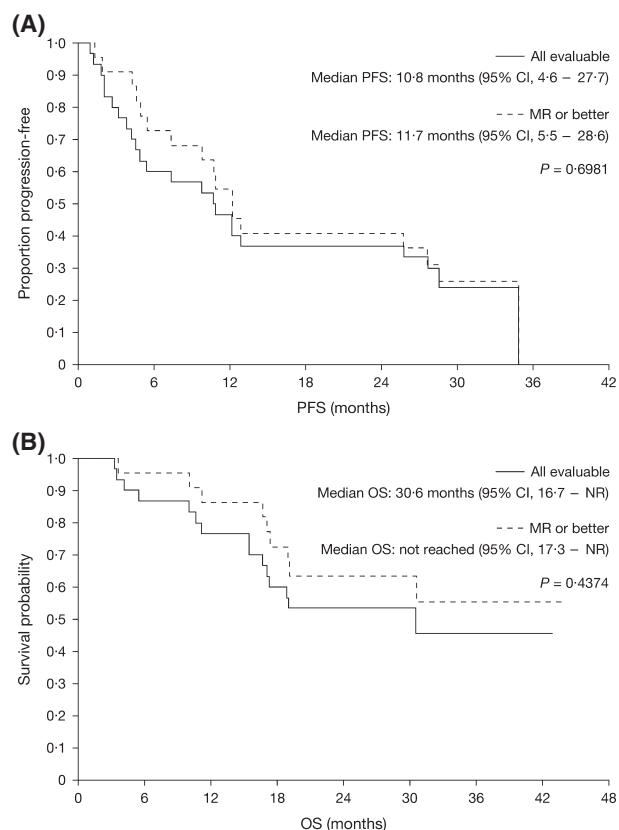 (A)
1·0
0·9
0·8
0·7
0·6
0·5
0·4
0·3
0·2
0·1
0
Proportion progression-free
All evaluable
Median PFS: 10·8 months (95% CI, 4·6 – 27·7)
MR or better
Median PFS: 11·7 months (95% CI, 5·5 – 28·6)
P = 0·6981
0 6 12 18 24 30 36 42
PFS (months)
(B)
1·0
0·9
0·8
0·7
0·6
0·5
0·4
0·3
0·2
0·1
0
Survival probability
All evaluable
Median OS: 30·6 months (95% CI, 16·7 – NR)
MR or better
Median OS: not reached (95% CI, 17·3 – NR)
P = 0·4374
0 6 12 18 24 30 36 42 48
OS (months)